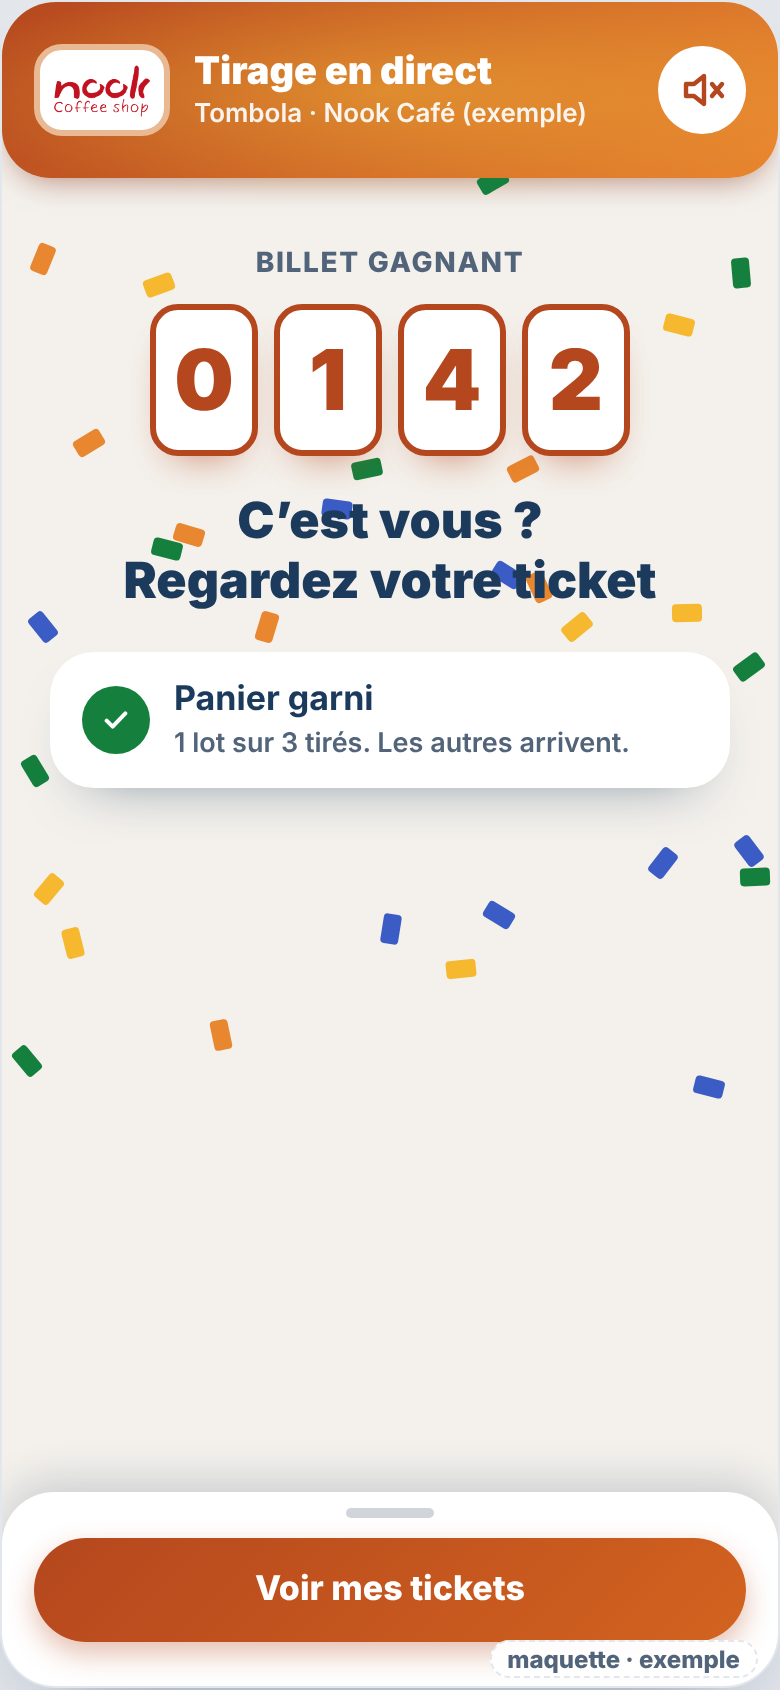 nook
Coffee shop
Tirage en direct
Tombola · Nook Café (exemple)
BILLET GAGNANT
0 1 4 2
C’est vous ?
Regardez votre ticket
Panier garni
1 lot sur 3 tirés. Les autres arrivent.
Voir mes tickets
maquette · exemple